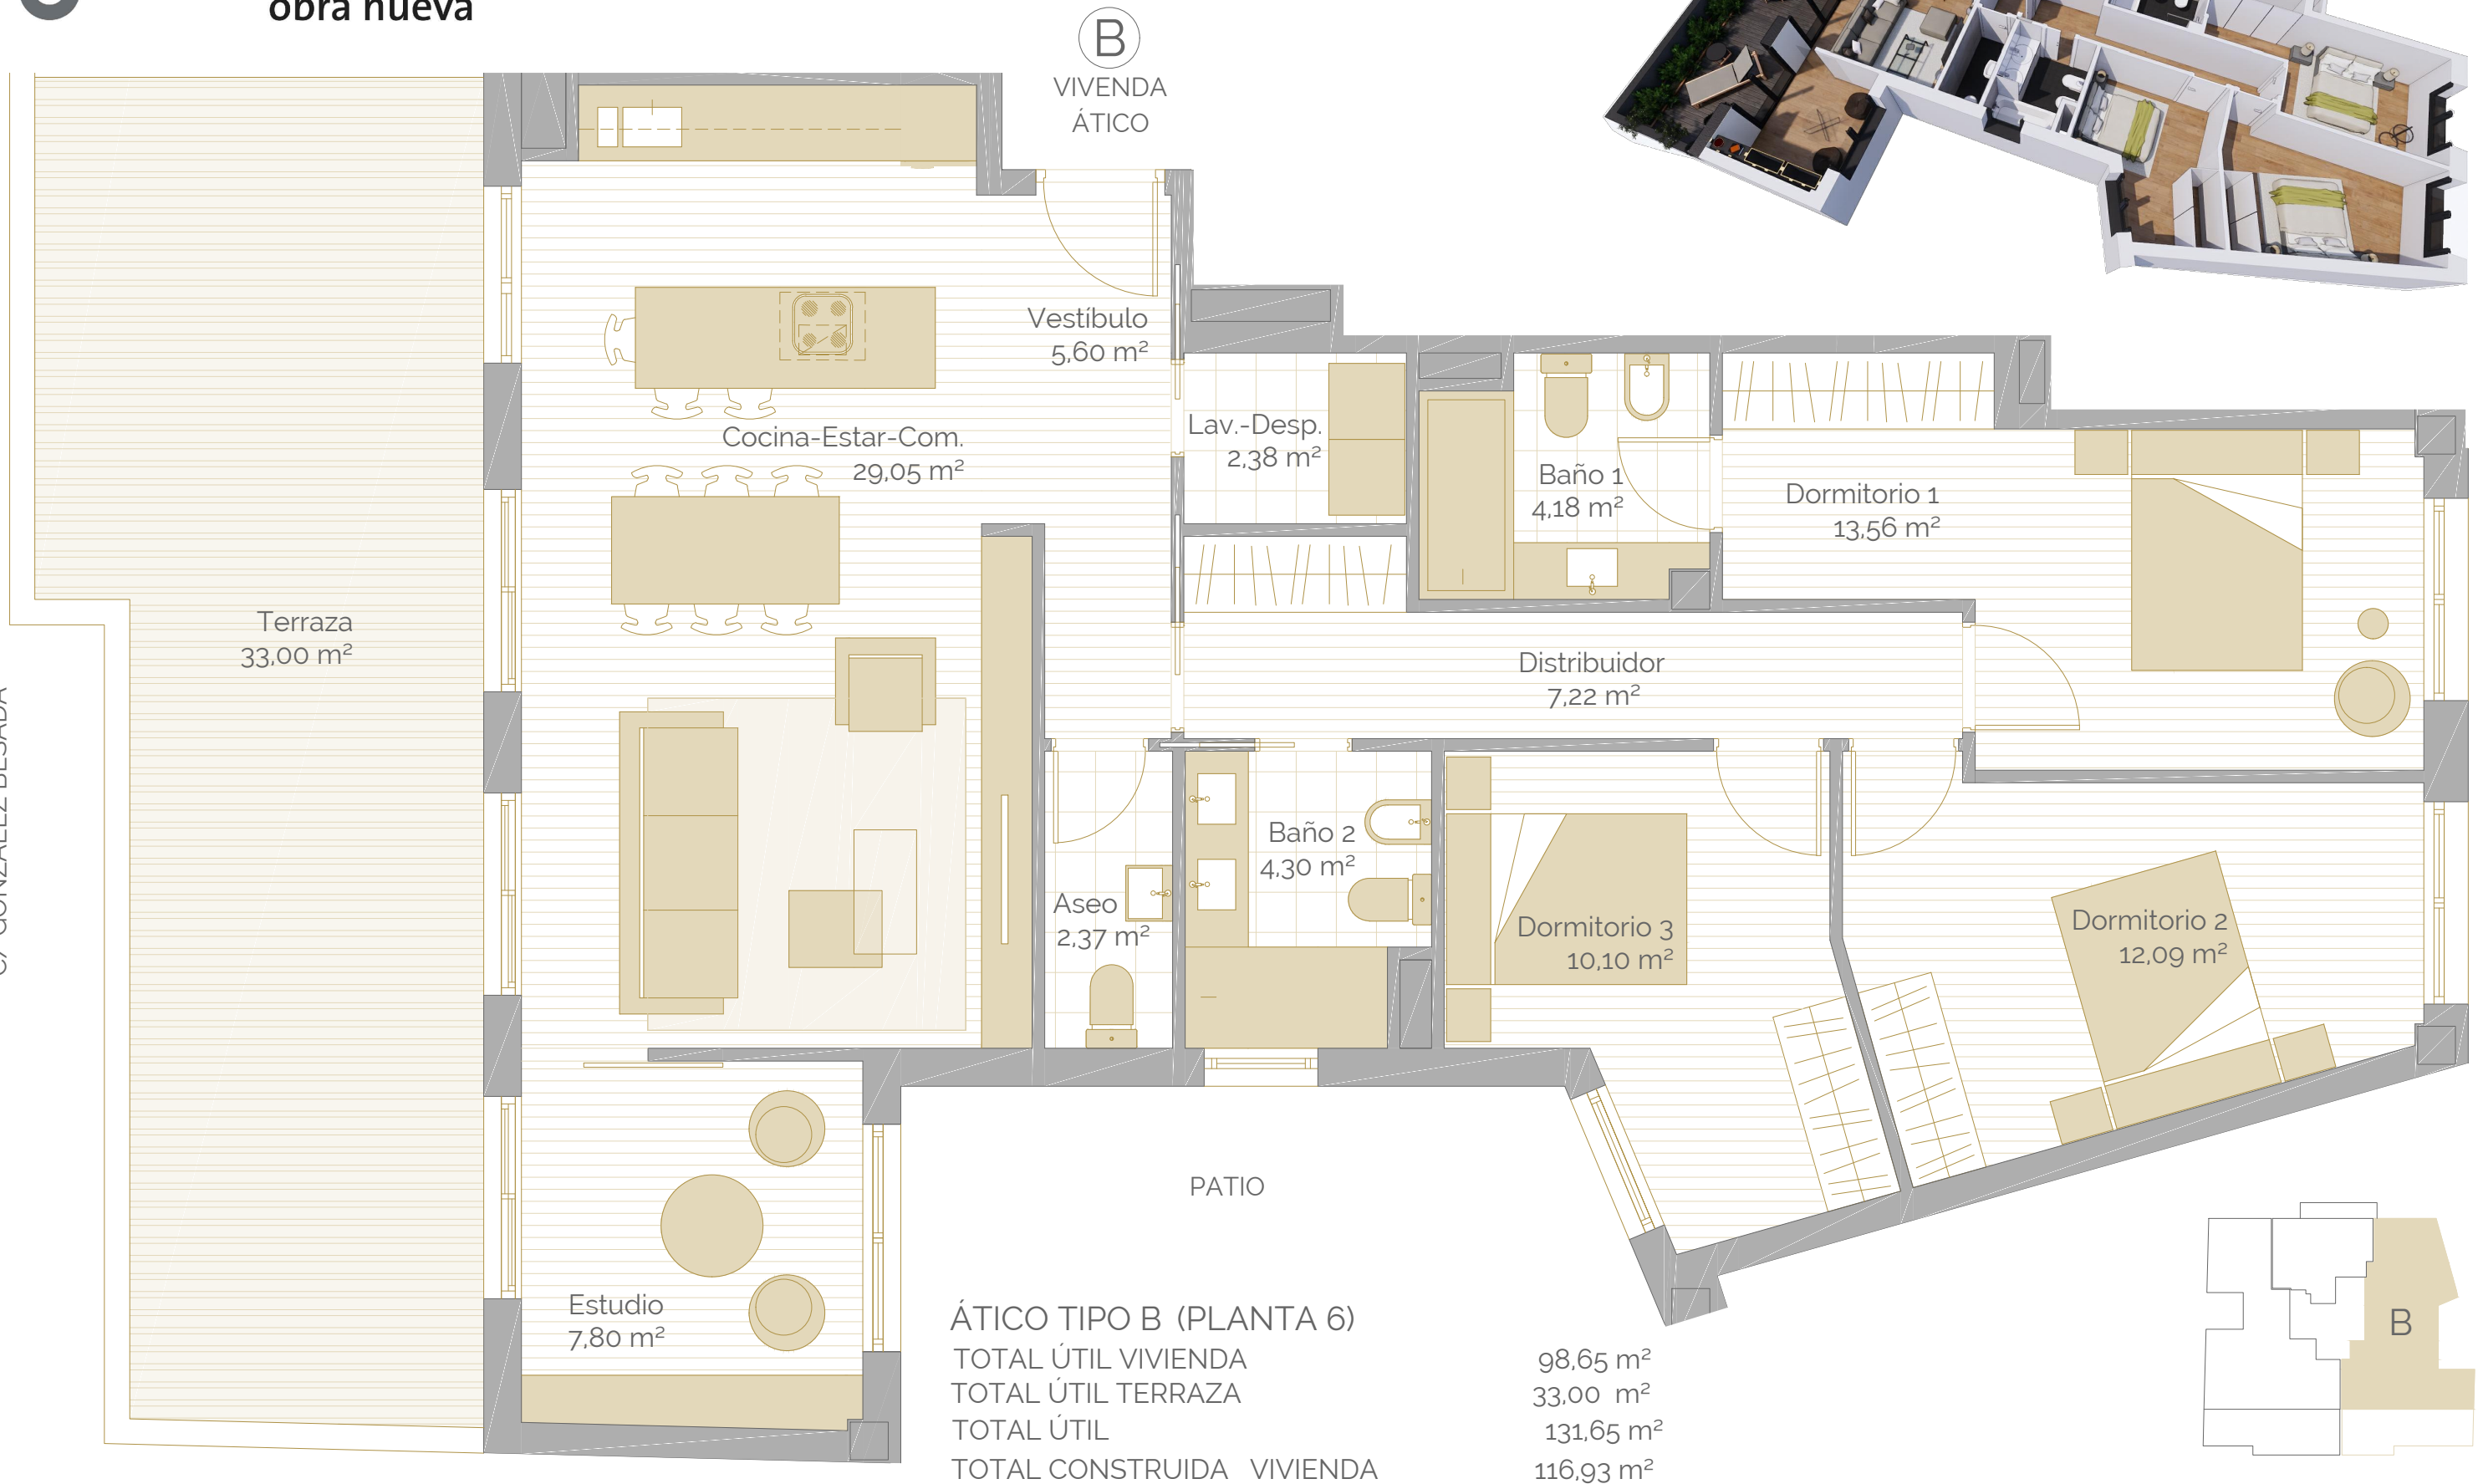 obra nueva
B
VIVENDA
ÁTICO
Vestíbulo
5,60 m²
Cocina-Estar-Com.
29,05 m²
Lav.-Desp.
2,38 m²
Baño 1
4,18 m²
Dormitorio 1
13,56 m²
Terraza
33,00 m²
Distribuidor
7,22 m²
C/ GONZÁLEZ BESADA
Baño 2
4,30 m²
Aseo
2,37 m²
Dormitorio 3
10,10 m²
Dormitorio 2
12,09 m²
PATIO
Estudio
7,80 m²
ÁTICO TIPO B (PLANTA 6)
TOTAL ÚTIL VIVIENDA 98,65 m²
TOTAL ÚTIL TERRAZA 33,00 m²
TOTAL ÚTIL 131,65 m²
TOTAL CONSTRUIDA VIVIENDA 116,93 m²
B